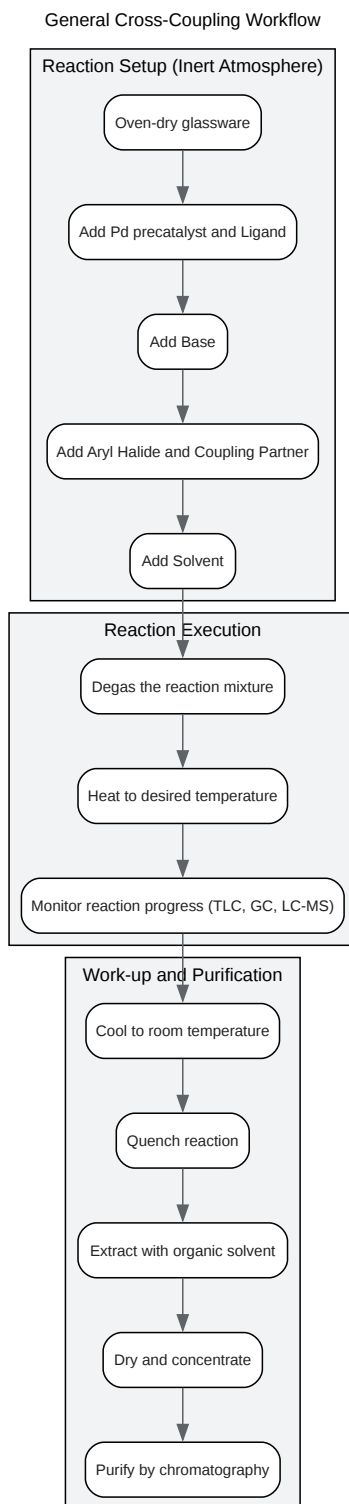 General Cross-Coupling Workflow
Reaction Setup (Inert Atmosphere)
Oven-dry glassware
Add Pd precatalyst and Ligand
Add Base
Add Aryl Halide and Coupling Partner
Add Solvent
Reaction Execution
Degas the reaction mixture
Heat to desired temperature
Monitor reaction progress (TLC, GC, LC-MS)
Work-up and Purification
Cool to room temperature
Quench reaction
Extract with organic solvent
Dry and concentrate
Purify by chromatography